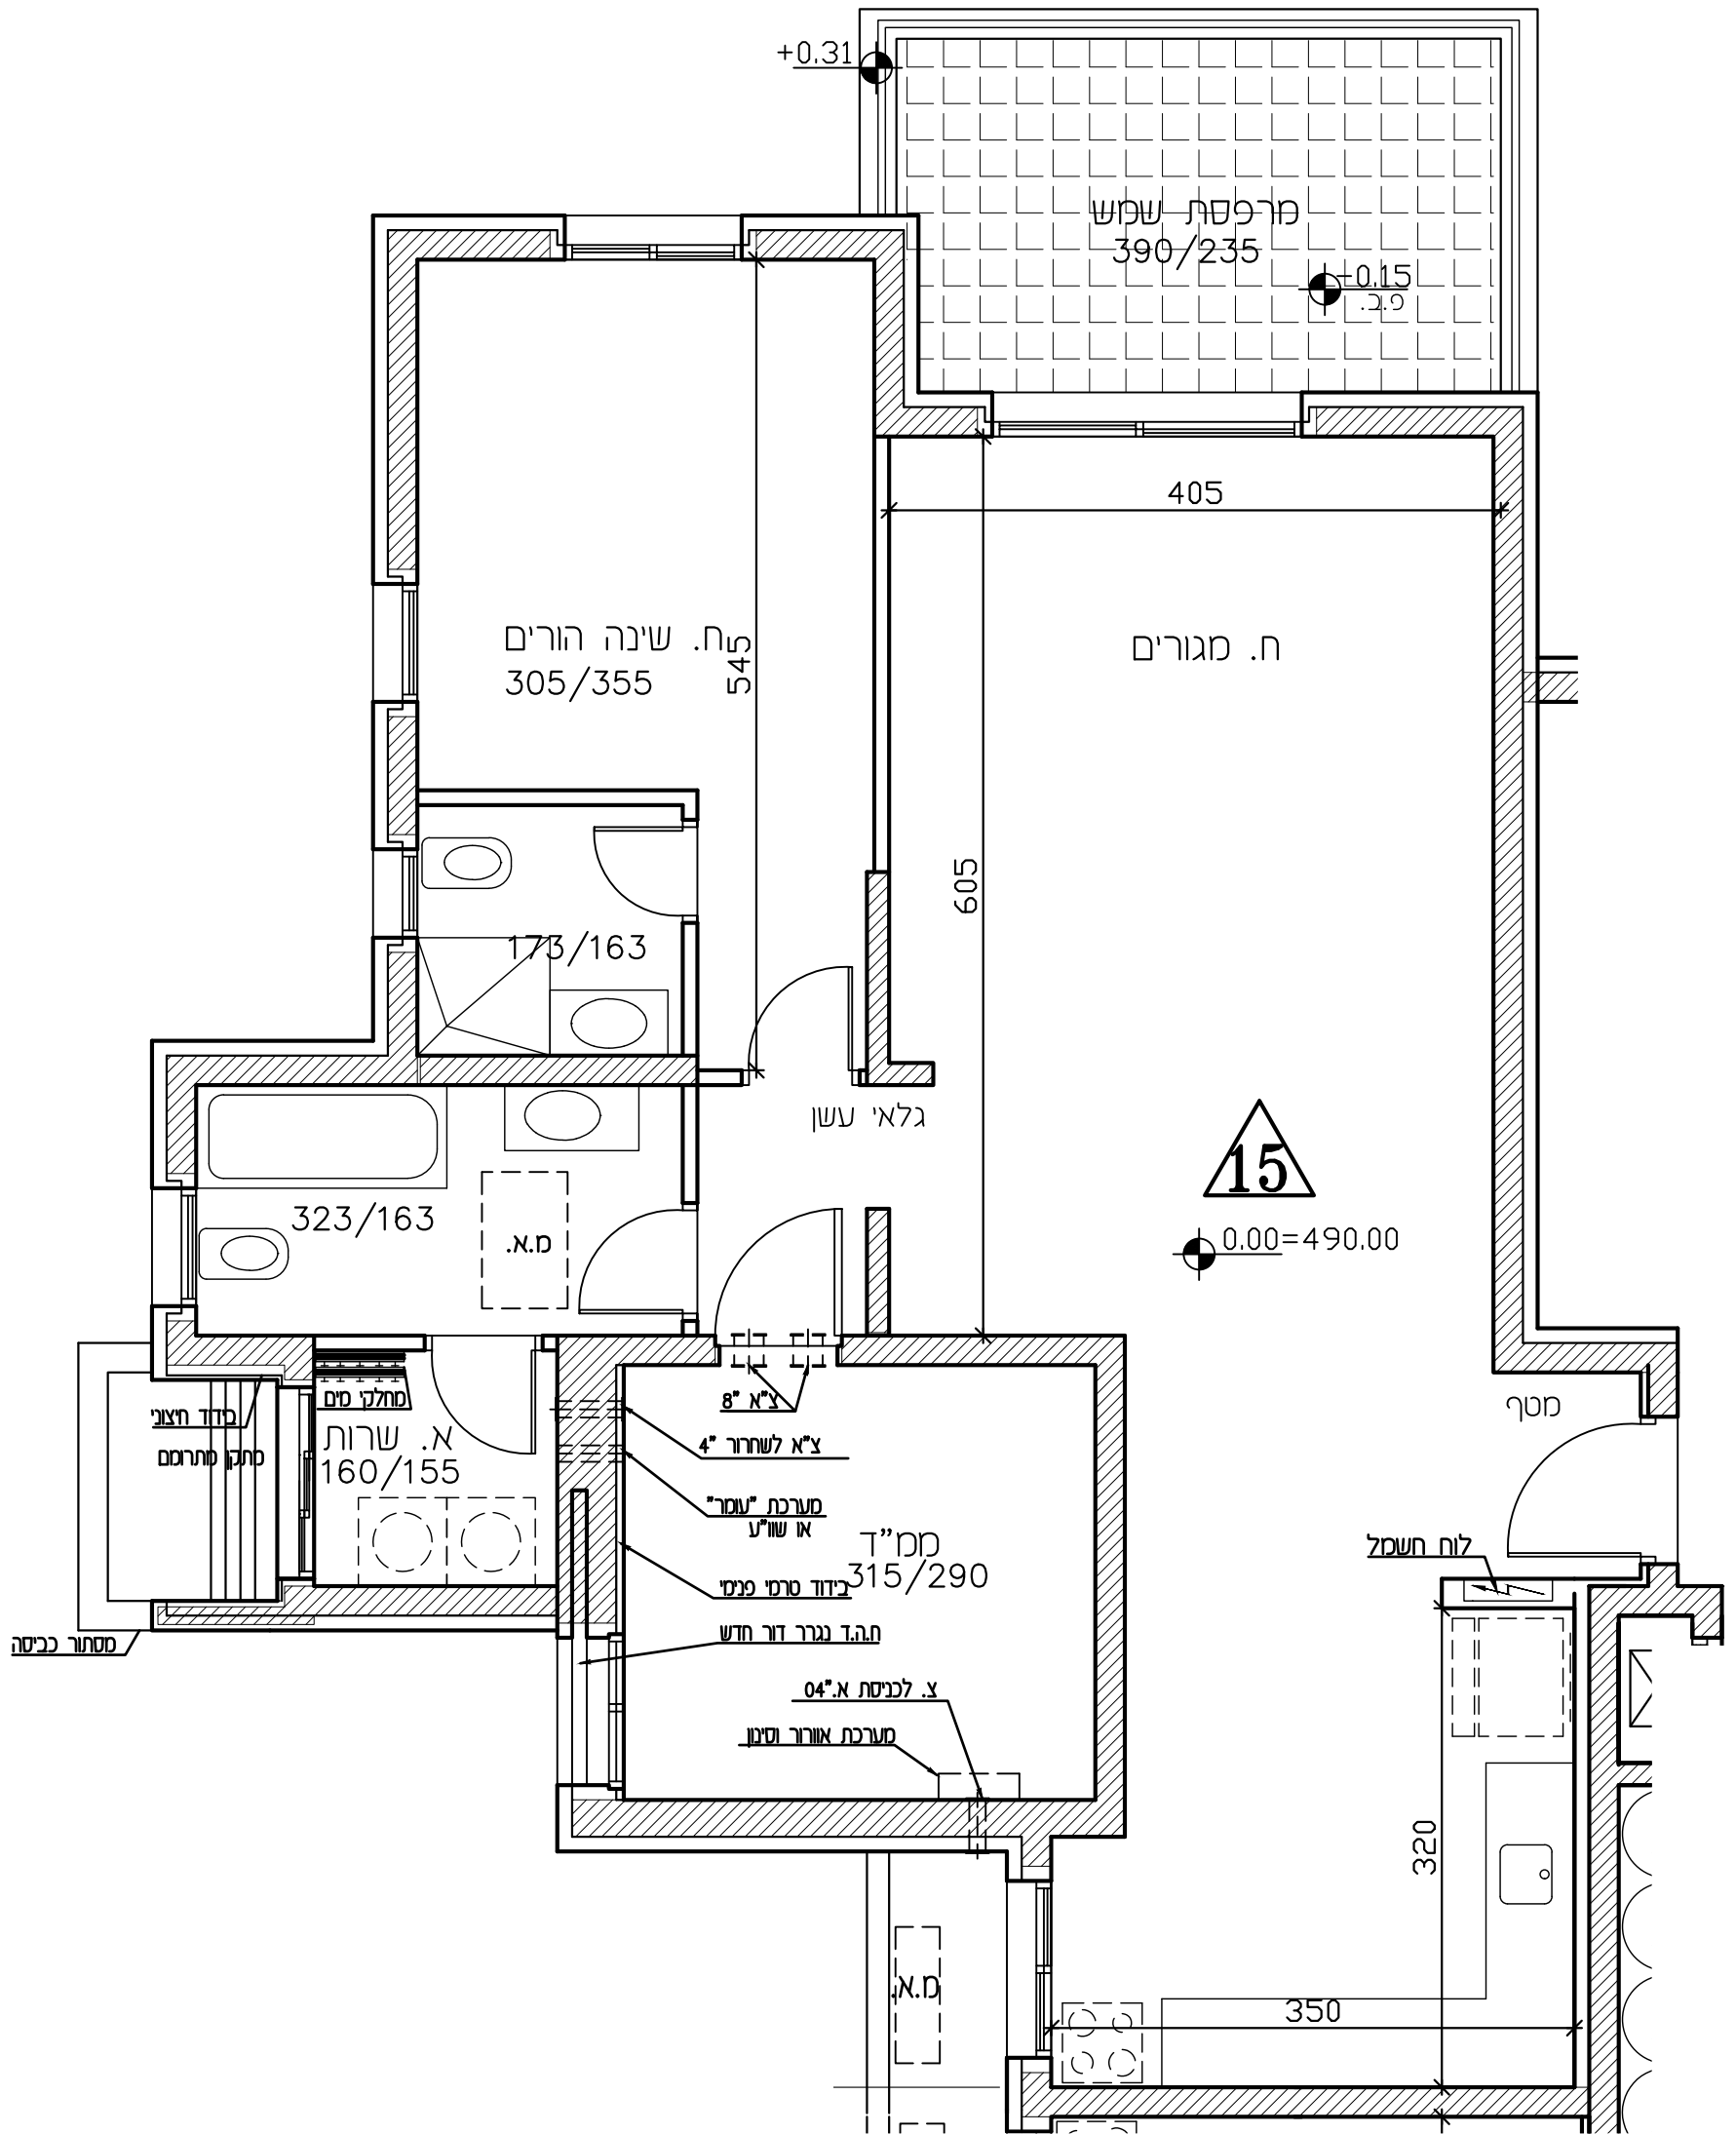 +0.31
מרפסת שמש
390/235
-0.15
פ.ב.
405
ח. שינה הורים
305/355
545
ח. מגורים
605
173/163
גלאי עשן
15
0.00=490.00
323/163
מ.א.
מחלקי מים
בידוד חיצוני
מתקן מתרומם
א. שרות
160/155
מסתור כביסה
צ"א "8
צ"א לשחרור "4
מערכת "עומר"
או שוו"ע
ממ"ד
315/290
בידוד טרמי פנימי
ח.ה.ד נגרר דור חדש
צ. לכניסת א."04
מערכת אוורור וסינון
מטף
לוח חשמל
320
350
מ.א.